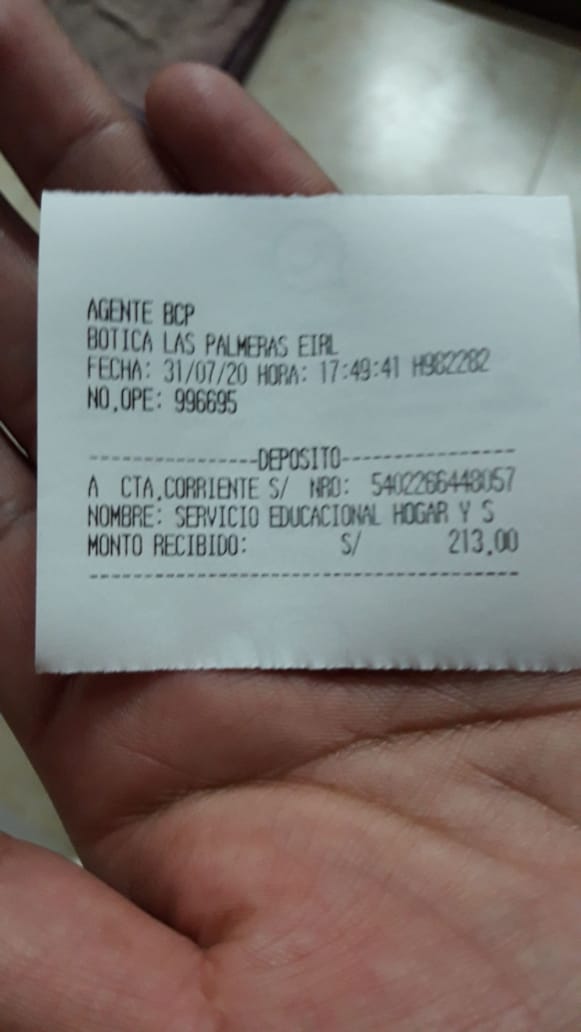 AGENTE BCP
BOTICA LAS PALMERAS EIRL
FECHA: 31/07/20 HORA: 17:49:41 H982282
NO.OPE: 996695
----------------DEPOSITO----------------
A CTA.CORRIENTE S/ NRO: 5402266448057
NOMBRE: SERVICIO EDUCACIONAL HOGAR Y S
MONTO RECIBIDO: S/ 213.00